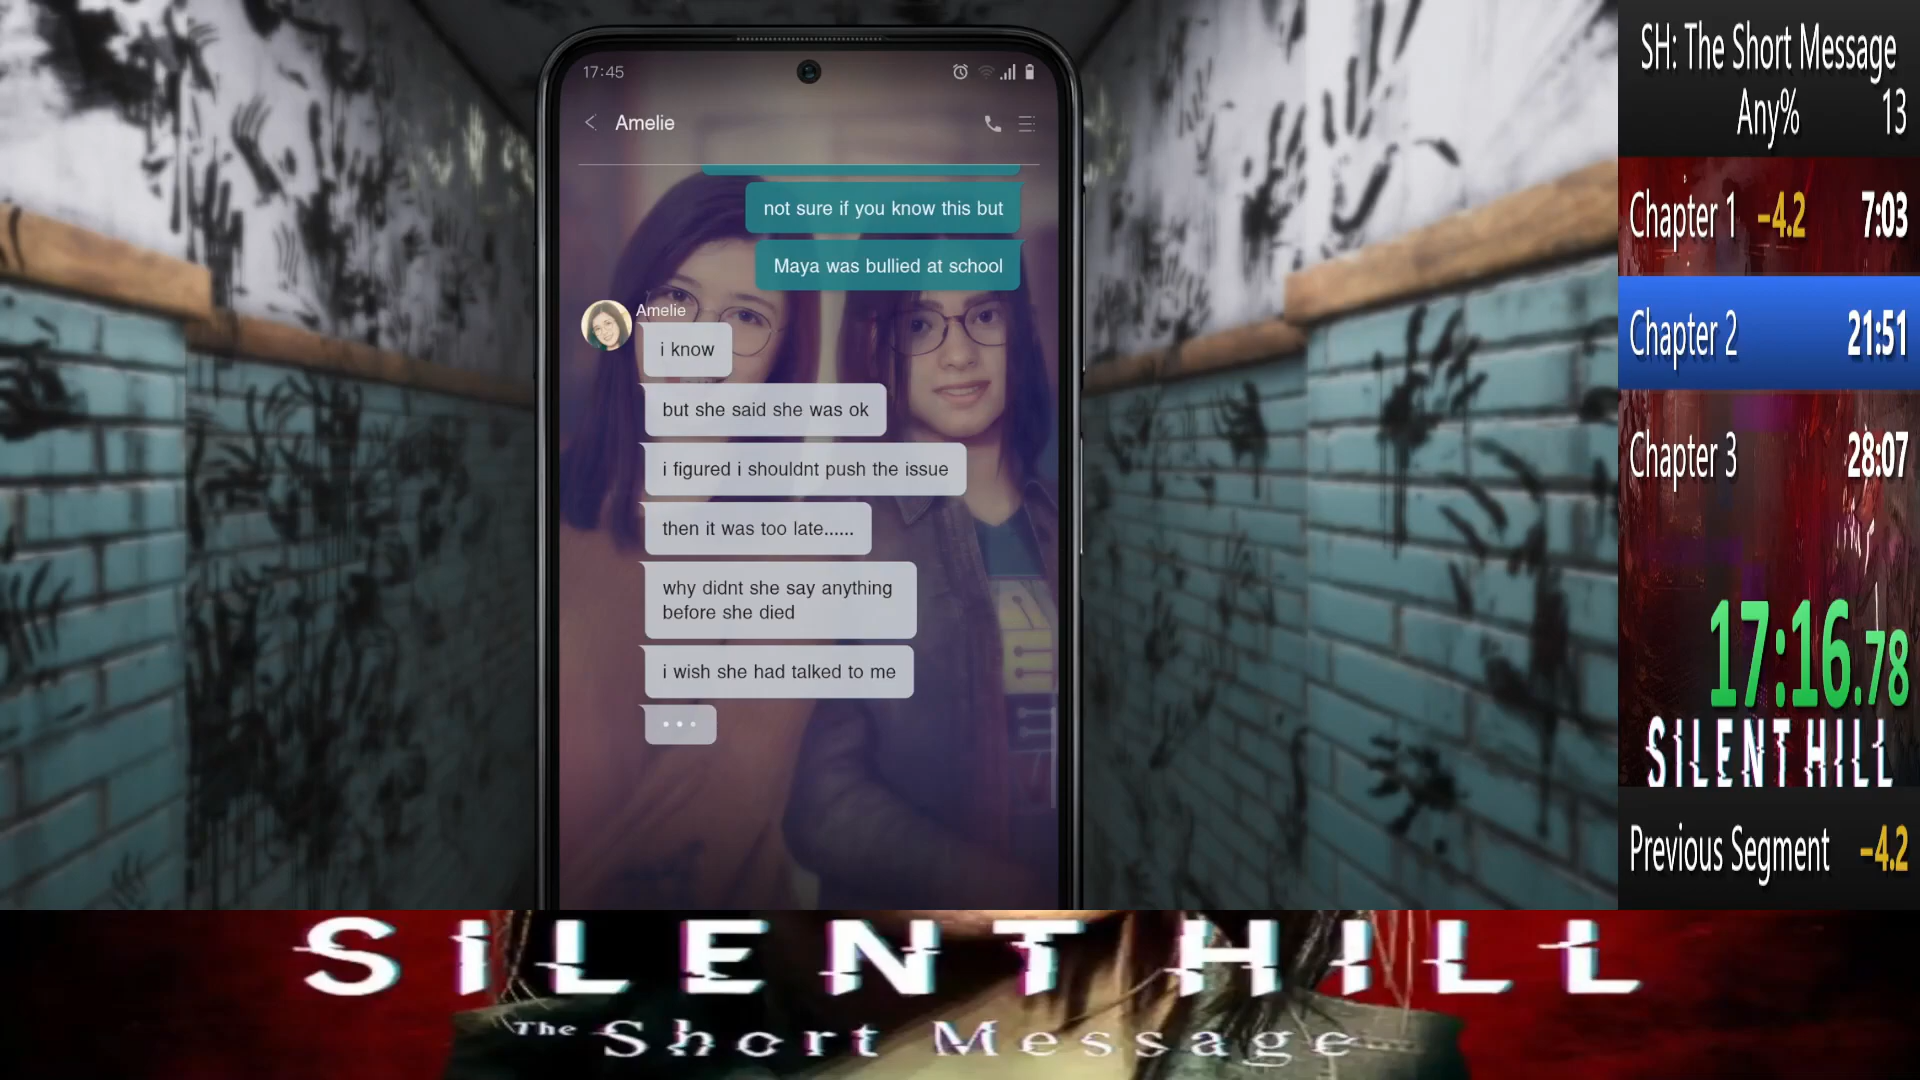 17:45
Amelie
not sure if you know this but
Maya was bullied at school
Amelie
i know
but she said she was ok
i figured i shouldnt push the issue
then it was too late......
why didnt she say anything
before she died
i wish she had talked to me
SH: The Short Message
Any% 13
Chapter 1 -4.2 7:03
Chapter 2 21:51
Chapter 3 28:07
17:16.78
SILENT HILL
Previous Segment -4.2
SILENT HILL
The Short Message